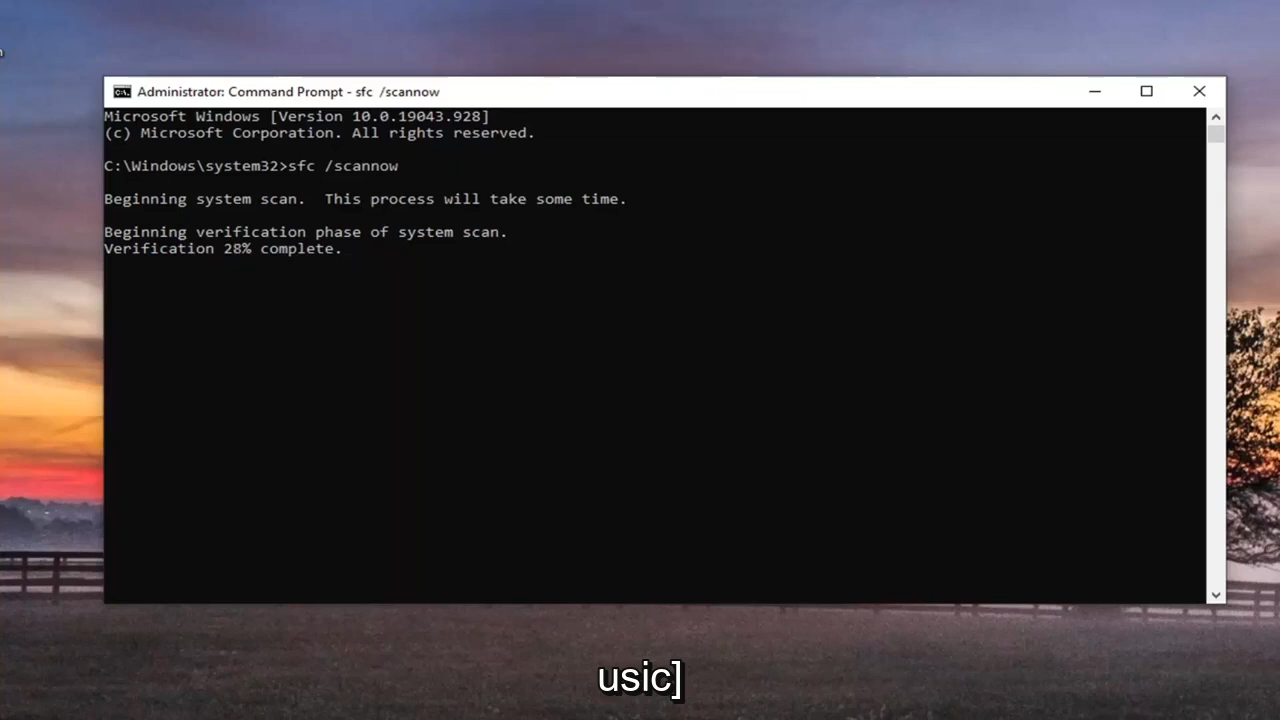 Administrator: Command Prompt - sfc /scannow
Microsoft Windows [Version 10.0.19043.928]
(c) Microsoft Corporation. All rights reserved.
C:\Windows\system32>sfc /scannow
Beginning system scan.  This process will take some time.
Beginning verification phase of system scan.
Verification 28% complete.
usic]